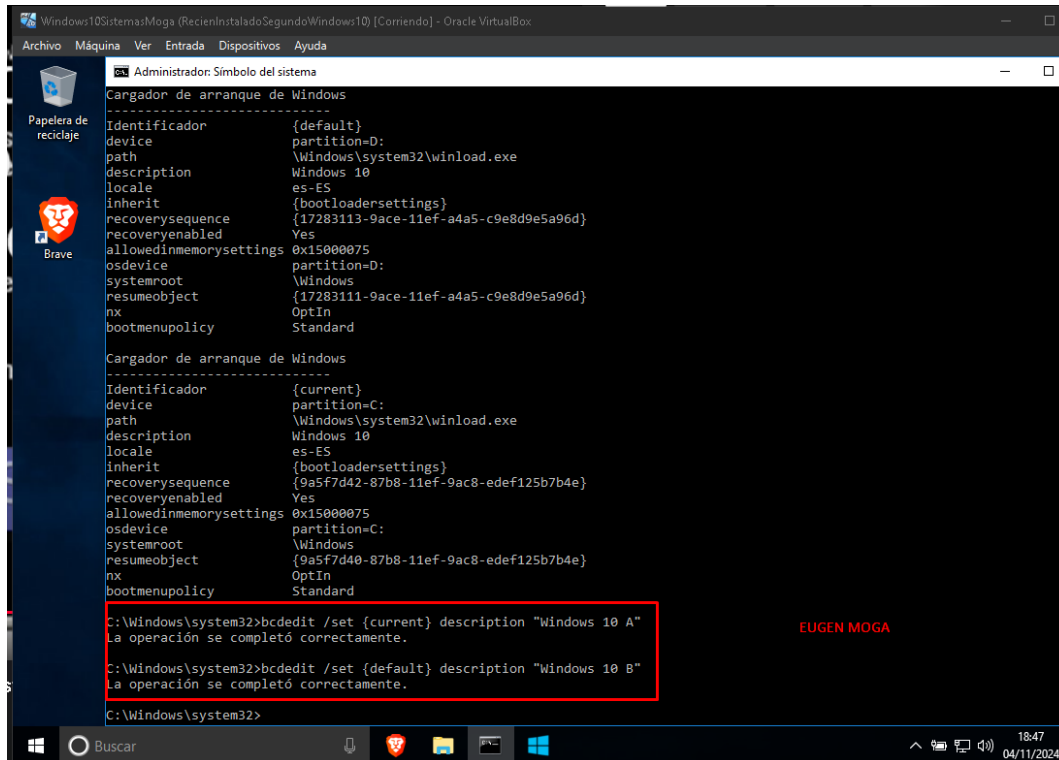 Windows10SistemasMoga (RecienInstaladoSegundoWindows10) [Corriendo] - Oracle VirtualBox
Archivo Máquina Ver Entrada Dispositivos Ayuda
Papelera de
reciclaje
Brave
Administrador: Símbolo del sistema
Cargador de arranque de Windows
-----------------------------
Identificador {default}
device partition=D:
path \Windows\system32\winload.exe
description Windows 10
locale es-ES
inherit {bootloadersettings}
recoverysequence {17283113-9ace-11ef-a4a5-c9e8d9e5a96d}
recoveryenabled Yes
allowedinmemorysettings 0x15000075
osdevice partition=D:
systemroot \Windows
resumeobject {17283111-9ace-11ef-a4a5-c9e8d9e5a96d}
nx OptIn
bootmenupolicy Standard
Cargador de arranque de Windows
-----------------------------
Identificador {current}
device partition=C:
path \Windows\system32\winload.exe
description Windows 10
locale es-ES
inherit {bootloadersettings}
recoverysequence {9a5f7d42-87b8-11ef-9ac8-edef125b7b4e}
recoveryenabled Yes
allowedinmemorysettings 0x15000075
osdevice partition=C:
systemroot \Windows
resumeobject {9a5f7d40-87b8-11ef-9ac8-edef125b7b4e}
nx OptIn
bootmenupolicy Standard
C:\Windows\system32>bcdedit /set {current} description "Windows 10 A"
La operación se completó correctamente.
C:\Windows\system32>bcdedit /set {default} description "Windows 10 B"
La operación se completó correctamente.
C:\Windows\system32>
EUGEN MOGA
Buscar
18:47
04/11/2024